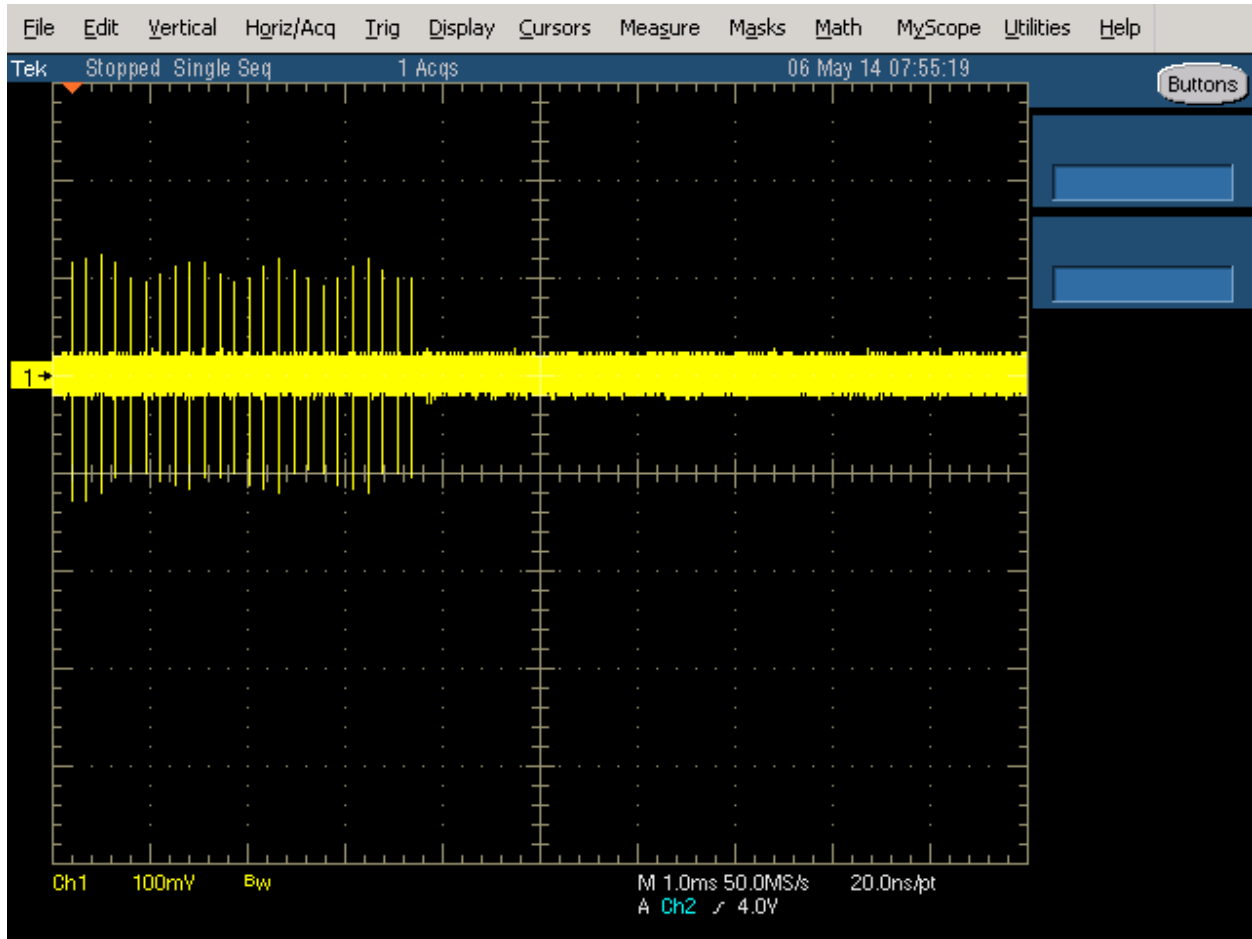 File Edit Vertical Horiz/Acq Trig Display Cursors Measure Masks Math MyScope Utilities Help
Tek Stopped Single Seq 1 Acqs 06 May 14 07:55:19
Buttons
1
Ch1 100mV Bw M 1.0ms 50.0MS/s 20.0ns/pt
A Ch2 4.0V